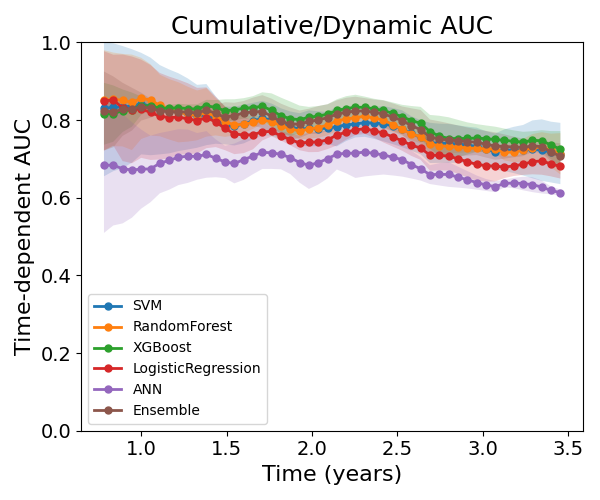 Cumulative/Dynamic AUC
Time-dependent AUC
1.0
0.8
0.6
0.4
0.2
0.0
SVM
RandomForest
XGBoost
LogisticRegression
ANN
Ensemble
1.0 1.5 2.0 2.5 3.0 3.5
Time (years)